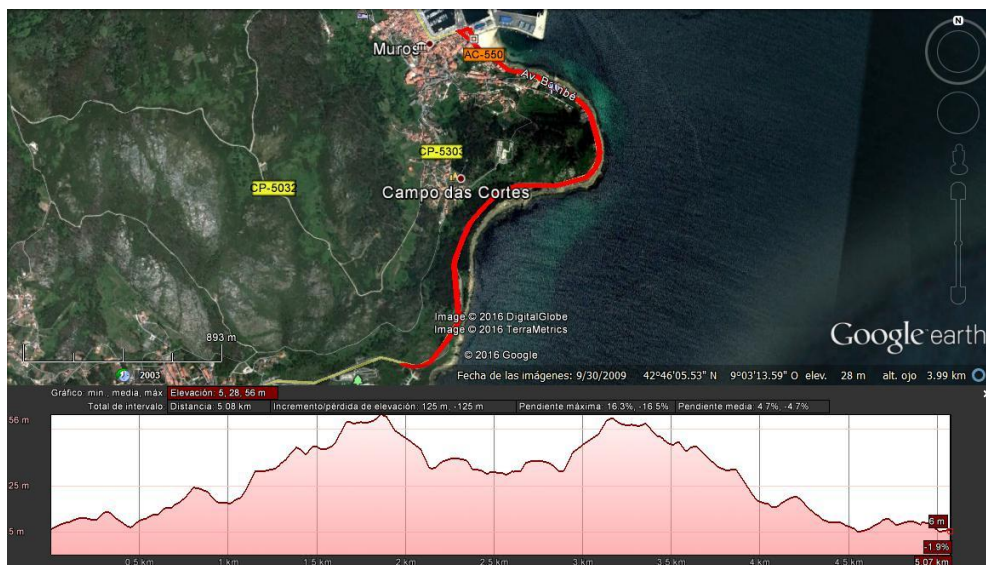 N
Muros
AC-550
Av. Bambé
CP-5303
CP-5032
Campo das Cortes
Image © 2016 DigitalGlobe
Image © 2016 TerraMetrics
893 m
© 2016 Google
Google earth
2003
Fecha de las imágenes: 9/30/2009 42°46'05.53" N 9°03'13.59" O elev. 28 m alt. ojo 3.99 km
Gráfico: min., media, máx. Elevación: 5, 28, 56 m
Total de intervalo: Distancia: 5.08 km Incremento/pérdida de elevación: 125 m, -125 m Pendiente máxima: 16.3%, -16.5% Pendiente media: 4.7%, -4.7%
56 m
25 m
5 m
6 m
-1.9%
0.5 km 1 km 1.5 km 2 km 2.5 km 3 km 3.5 km 4 km 4.5 km 5.07 km